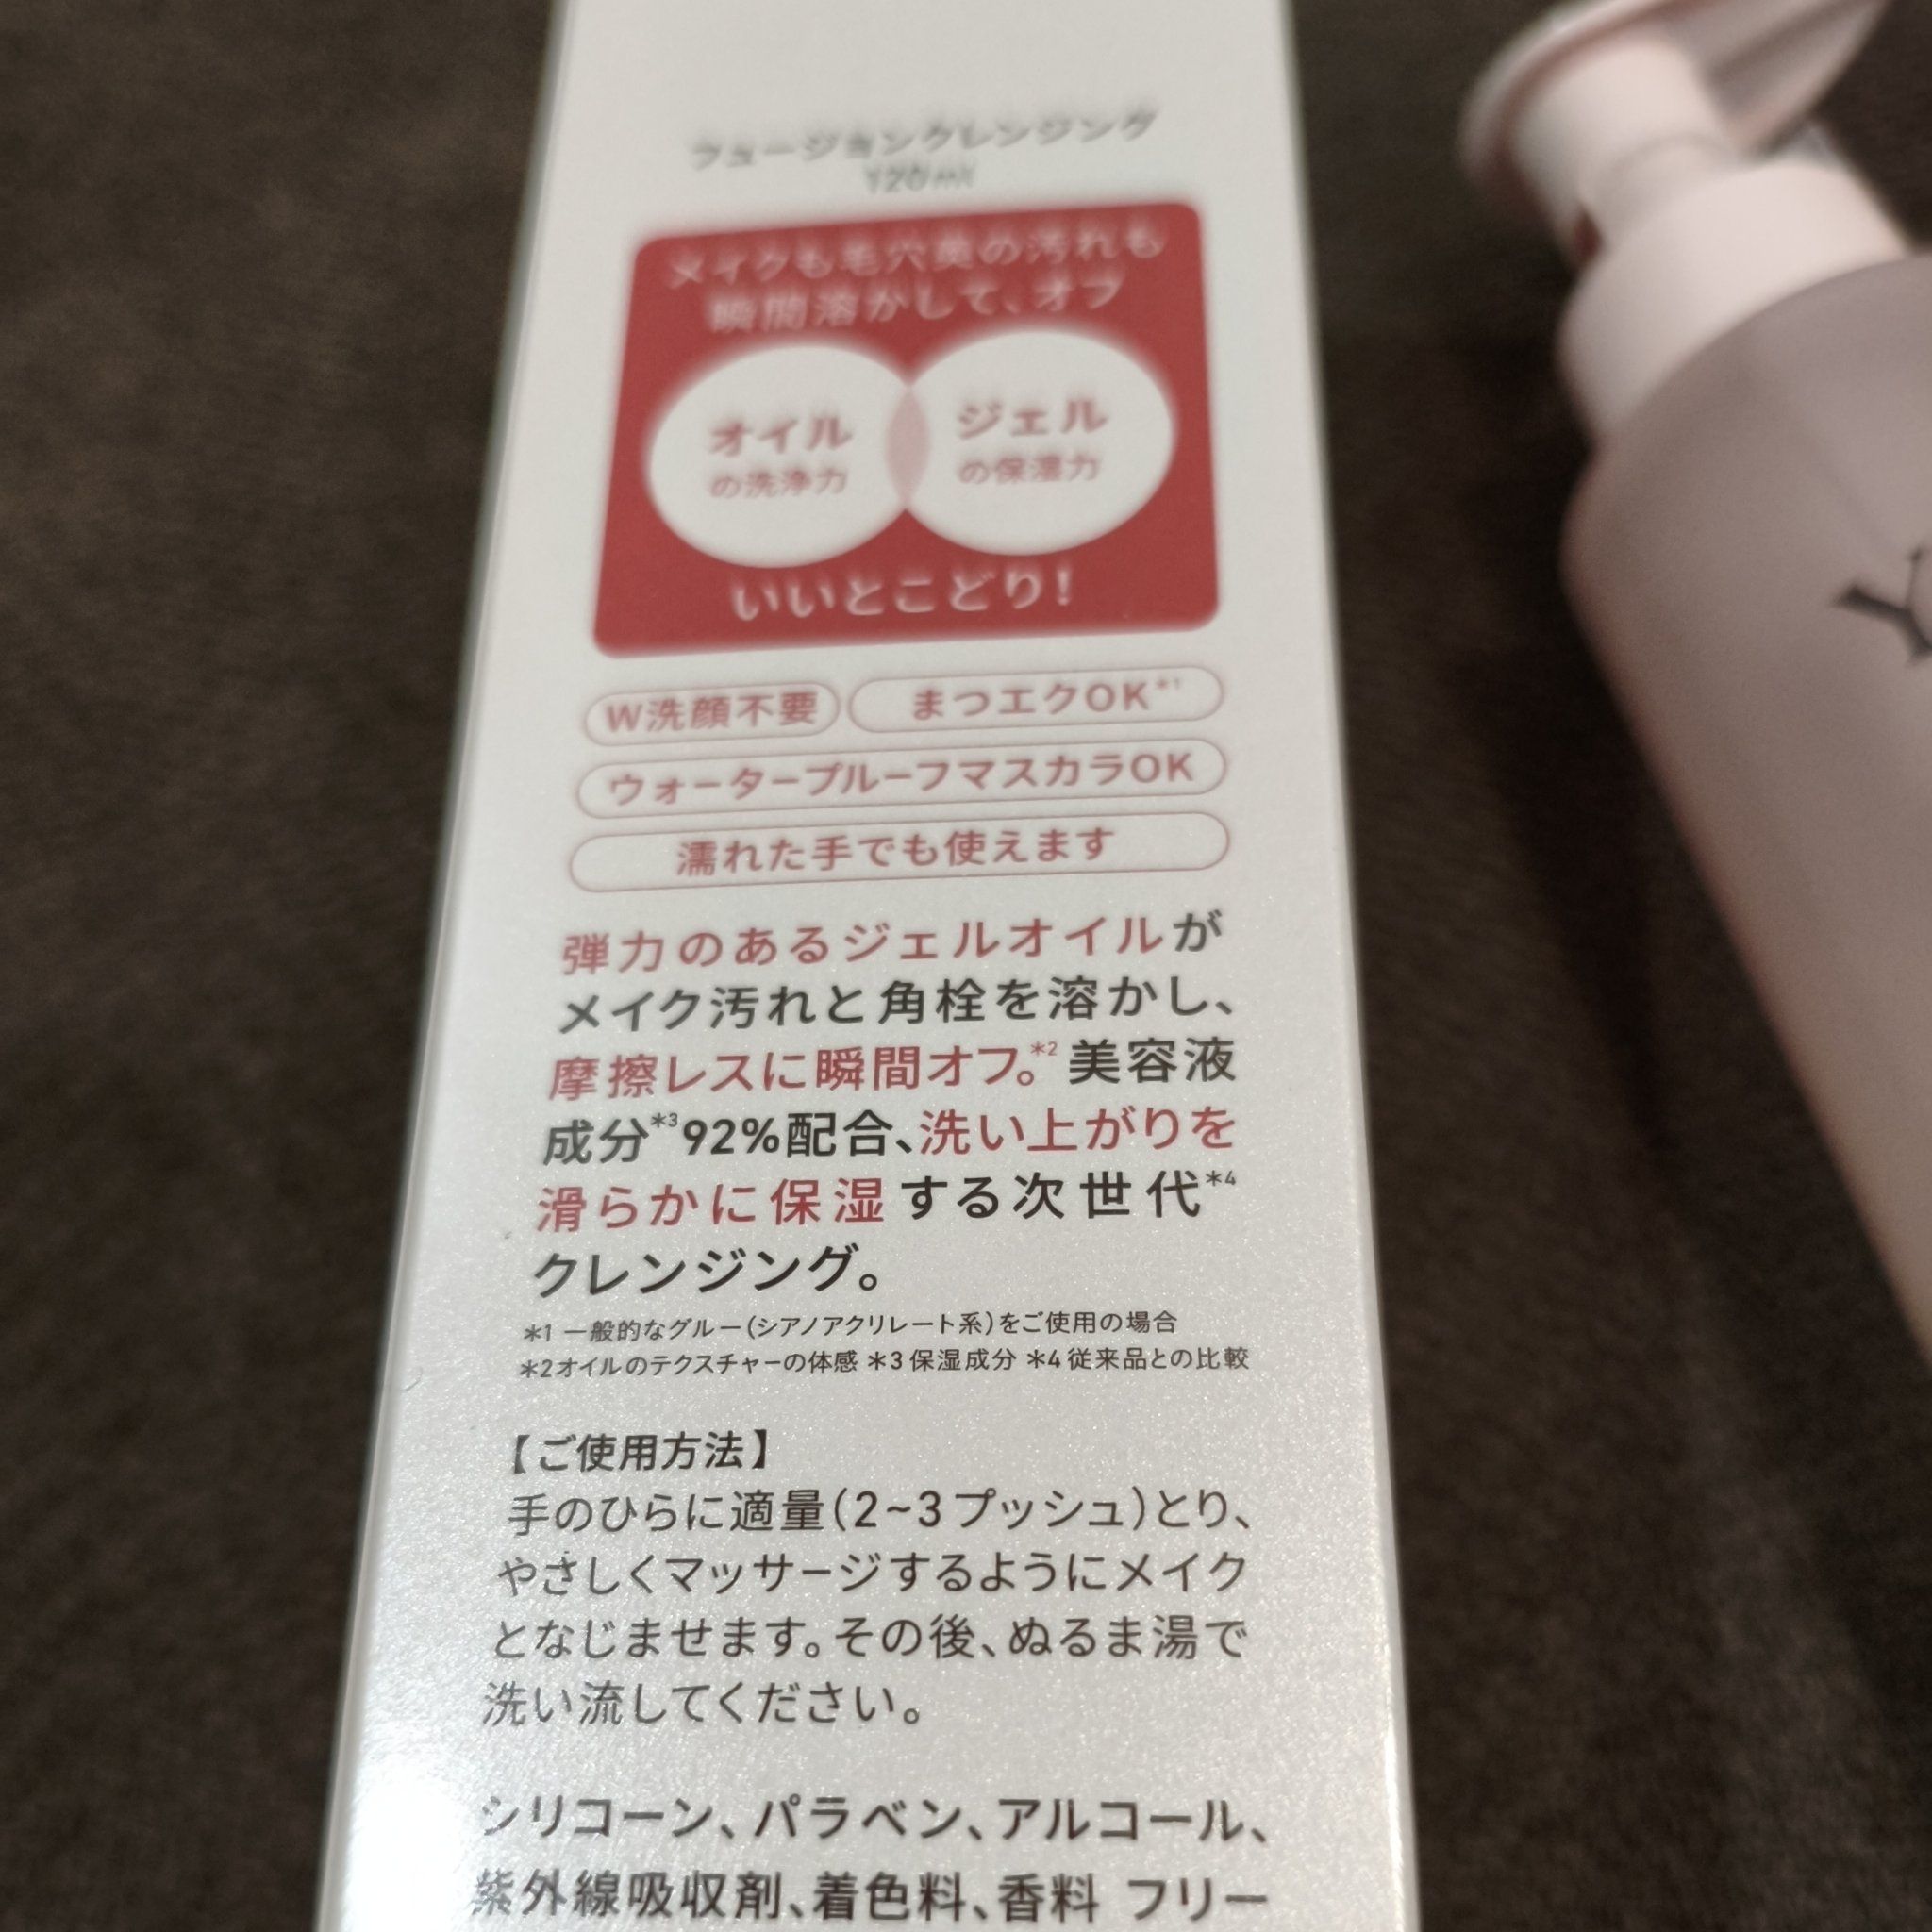 フュージョンクレンジング
120ml
メイクも毛穴奥の汚れも
瞬間溶かして、オフ
オイル
の洗浄力
ジェル
の保湿力
いいとこどり!
W洗顔不要
まつエクOK*1
ウォータープルーフマスカラOK
濡れた手でも使えます
弾力のあるジェルオイルが
メイク汚れと角栓を溶かし、
摩擦レスに瞬間オフ。*2 美容液
成分*3 92%配合、洗い上がりを
滑らかに保湿する次世代*4
クレンジング。
*1 一般的なグルー(シアノアクリレート系)をご使用の場合
*2オイルのテクスチャーの体感 *3 保湿成分 *4 従来品との比較
【ご使用方法】
手のひらに適量(2~3プッシュ)とり、
やさしくマッサージするようにメイク
となじませます。その後、ぬるま湯で
洗い流してください。
シリコーン、パラベン、アルコール、
紫外線吸収剤、着色料、香料 フリー